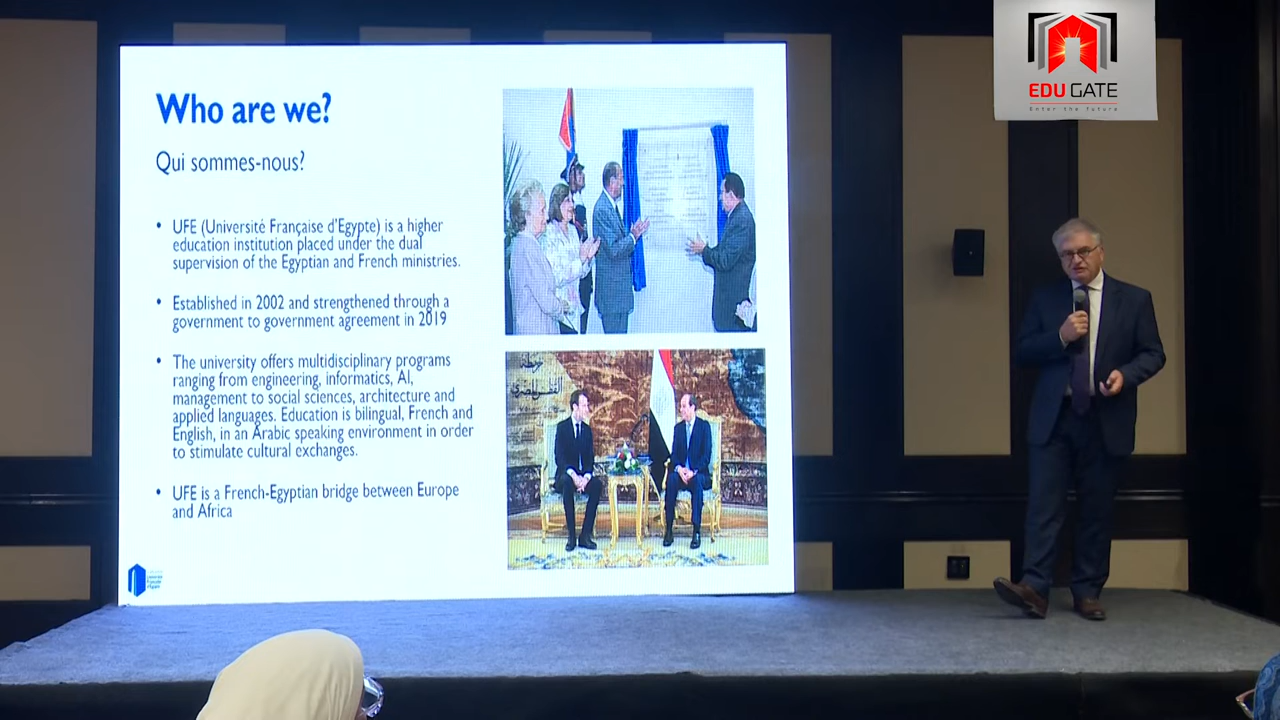 EDU GATE
Enter the future
Who are we?
Qui sommes-nous?
• UFE (Université Française d'Egypte) is a higher
education institution placed under the dual
supervision of the Egyptian and French ministries.
• Established in 2002 and strengthened through a
government to government agreement in 2019
• The university offers multidisciplinary programs
ranging from engineering, informatics, AI,
management to social sciences, architecture and
applied languages. Education is bilingual, French and
English, in an Arabic speaking environment in order
to stimulate cultural exchanges.
• UFE is a French-Egyptian bridge between Europe
and Africa